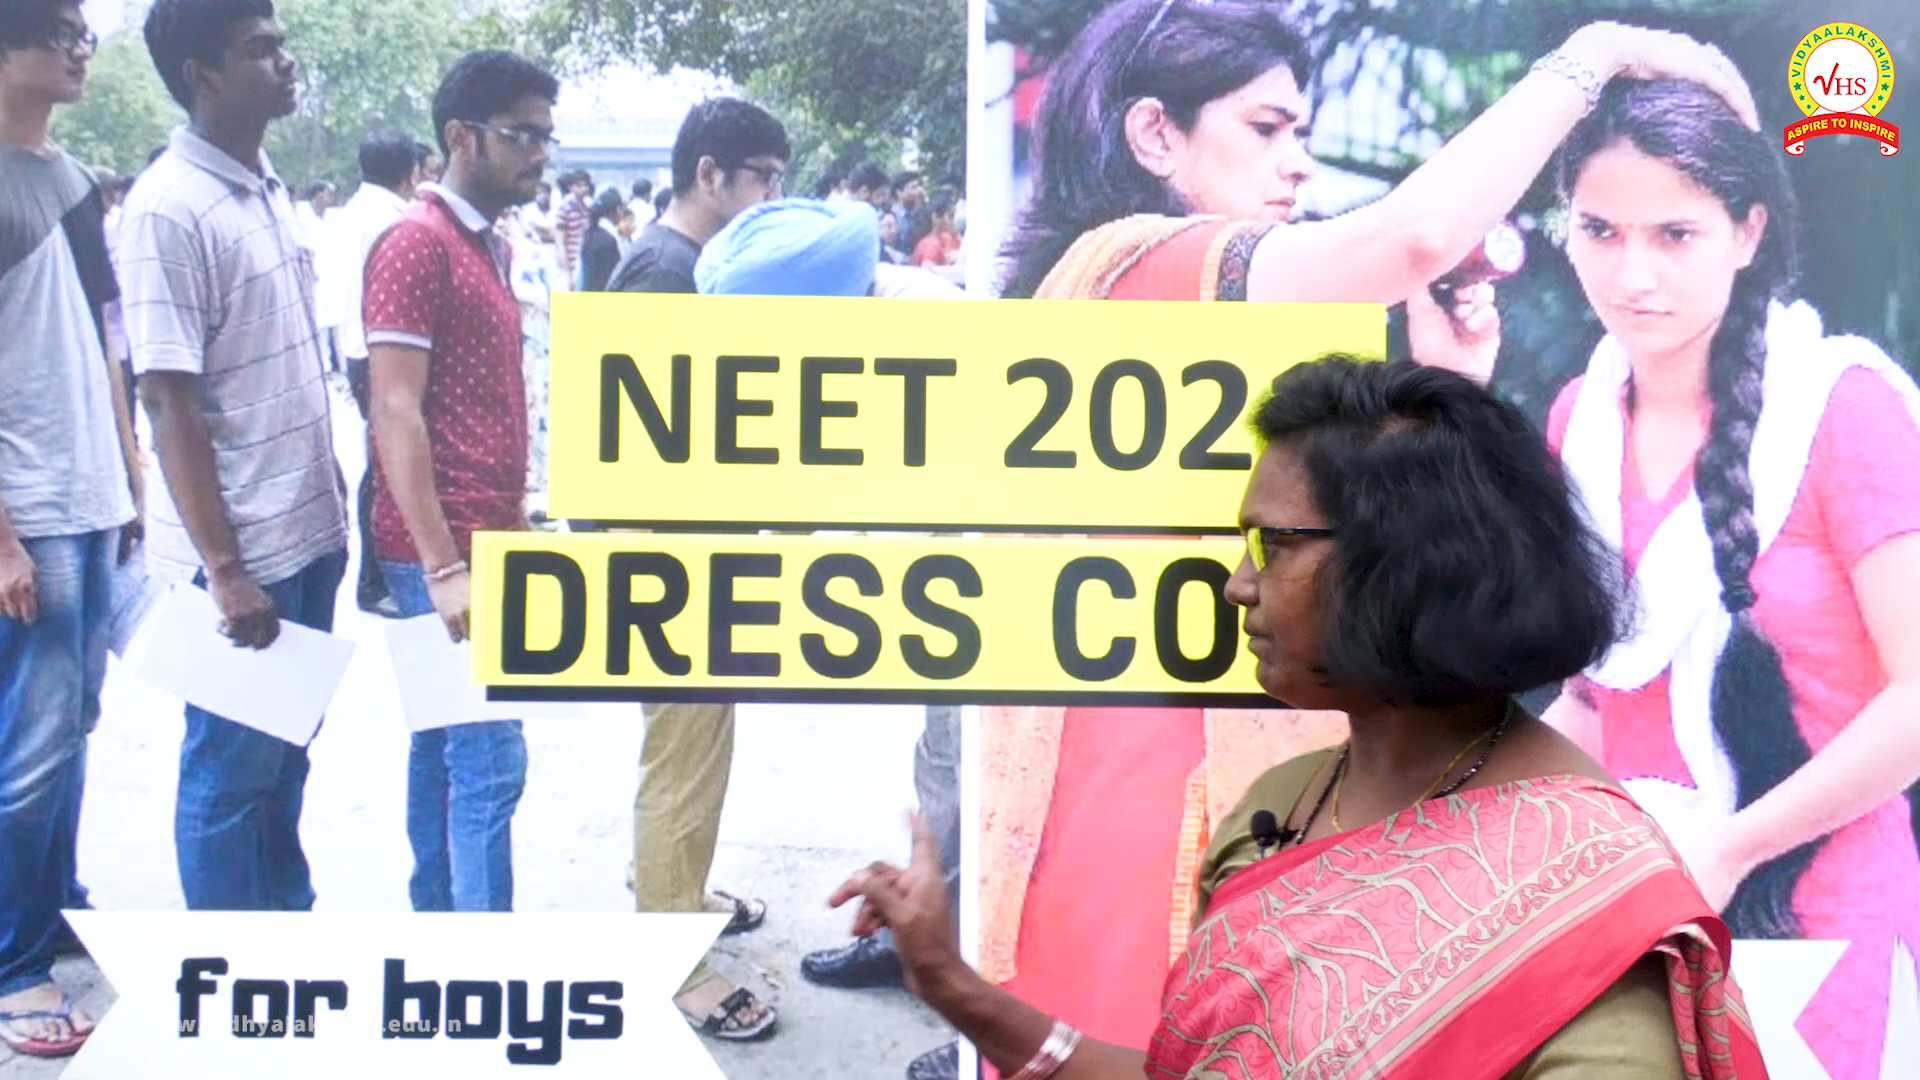 VIDYAALAKSHMI
VHS
ASPIRE TO INSPIRE
NEET 202
DRESS CO
for boys